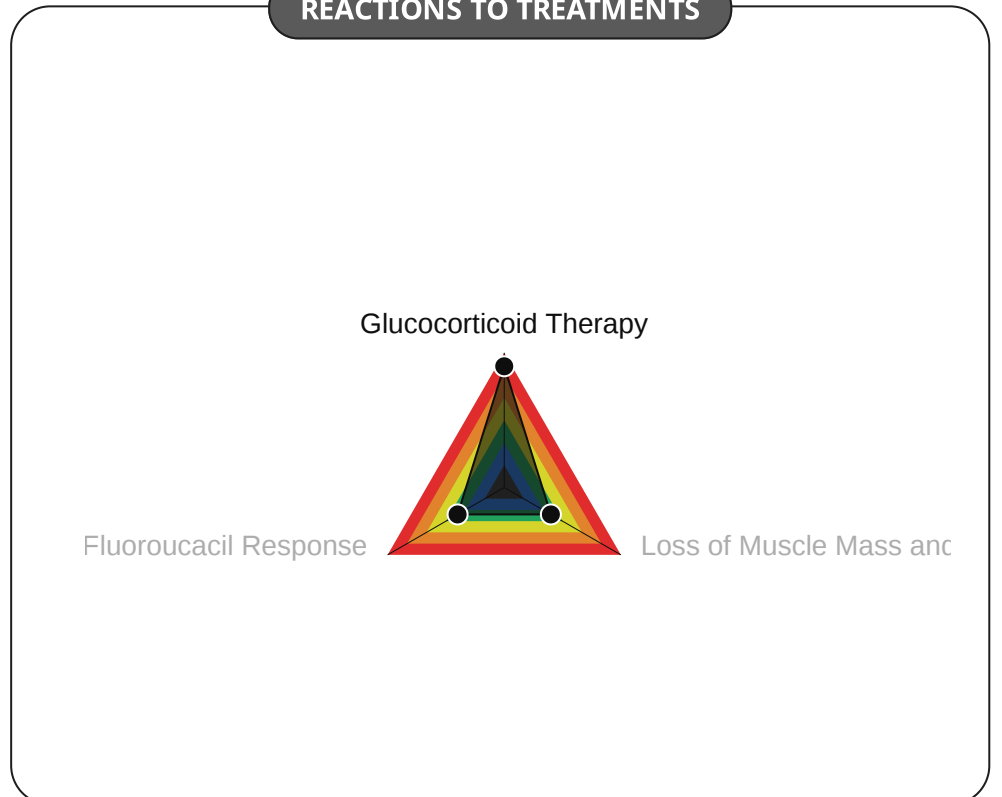 REACTIONS TO TREATMENTS
Glucocorticoid Therapy
Fluoroucacil Response
Loss of Muscle Mass and